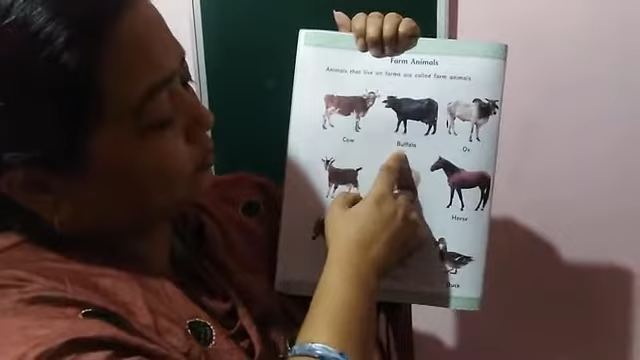 Farm Animals
Animals that live on farms are called farm animals
Cow Buffalo Ox
Horse
Duck